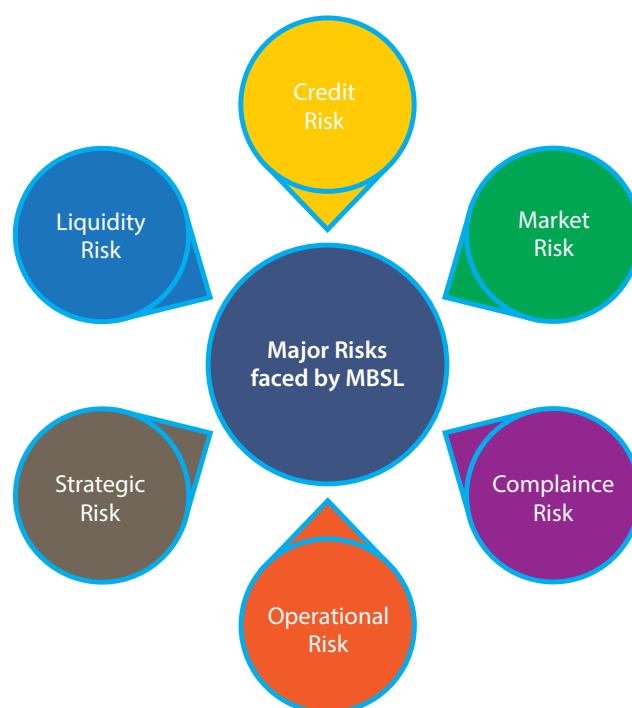 Credit
Risk
Liquidity
Risk
Market
Risk
Major Risks
faced by MBSL
Strategic
Risk
Complaince
Risk
Operational
Risk